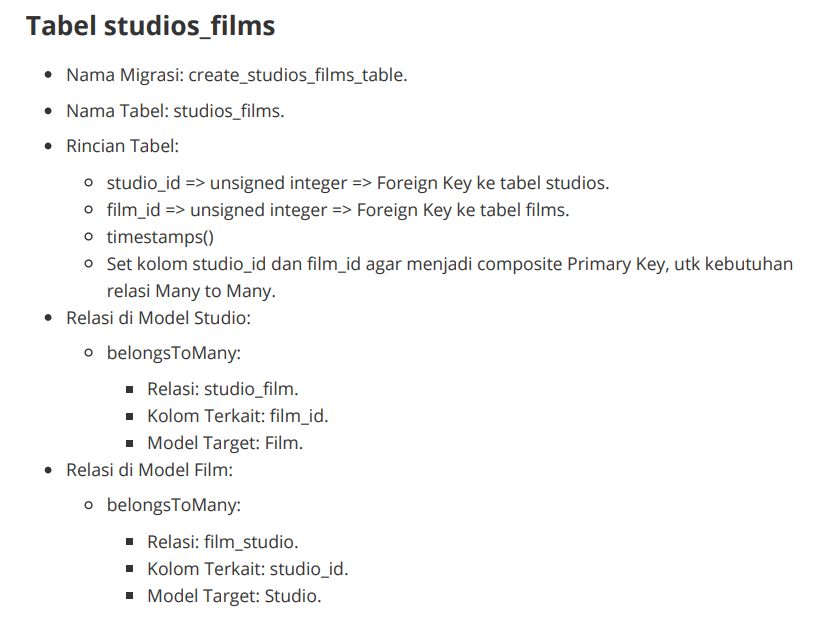 Tabel studios_films
Nama Migrasi: create_studios_films_table.
Nama Tabel: studios_films.
Rincian Tabel:
studio_id => unsigned integer => Foreign Key ke tabel studios.
film_id => unsigned integer => Foreign Key ke tabel films.
timestamps()
Set kolom studio_id dan film_id agar menjadi composite Primary Key, utk kebutuhan
relasi Many to Many.
Relasi di Model Studio:
belongsToMany:
Relasi: studio_film.
Kolom Terkait: film_id.
Model Target: Film.
Relasi di Model Film:
belongsToMany:
Relasi: film_studio.
Kolom Terkait: studio_id.
Model Target: Studio.